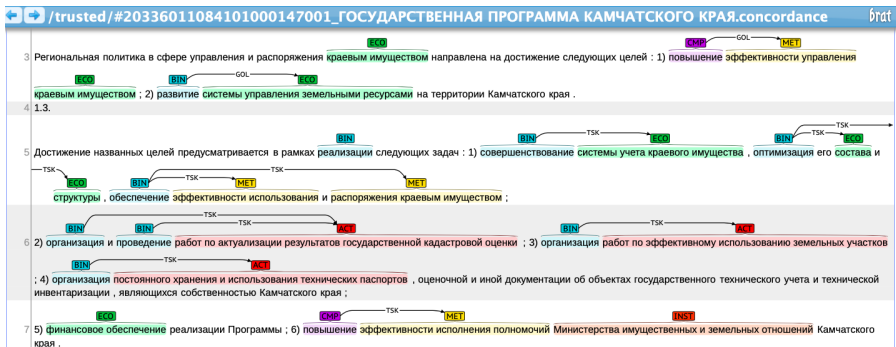 /trusted/#20336011084101000147001_ГОСУДАРСТВЕННАЯ ПРОГРАММА КАМЧАТСКОГО КРАЯ.concordance brat
ECO CMP GOL MET
3 Региональная политика в сфере управления и распоряжения краевым имуществом направлена на достижение следующих целей : 1) повышение эффективности управления
ECO BIN GOL ECO
краевым имуществом ; 2) развитие системы управления земельными ресурсами на территории Камчатского края .
4 1.3.
TSK
BIN BIN TSK ECO BIN TSK ECO
5 Достижение названных целей предусматривается в рамках реализации следующих задач : 1) совершенствование системы учета краевого имущества , оптимизация его состава и
TSK TSK
ECO BIN TSK MET MET
структуры , обеспечение эффективности использования и распоряжения краевым имуществом ;
TSK
BIN BIN TSK ACT BIN TSK ACT
6 2) организация и проведение работ по актуализации результатов государственной кадастровой оценки ; 3) организация работ по эффективному использованию земельных участков
BIN TSK ACT
; 4) организация постоянного хранения и использования технических паспортов , оценочной и иной документации об объектах государственного технического учета и технической
инвентаризации , являющихся собственностью Камчатского края ;
ECO CMP TSK MET INST
7 5) финансовое обеспечение реализации Программы ; 6) повышение эффективности исполнения полномочий Министерства имущественных и земельных отношений Камчатского
края .